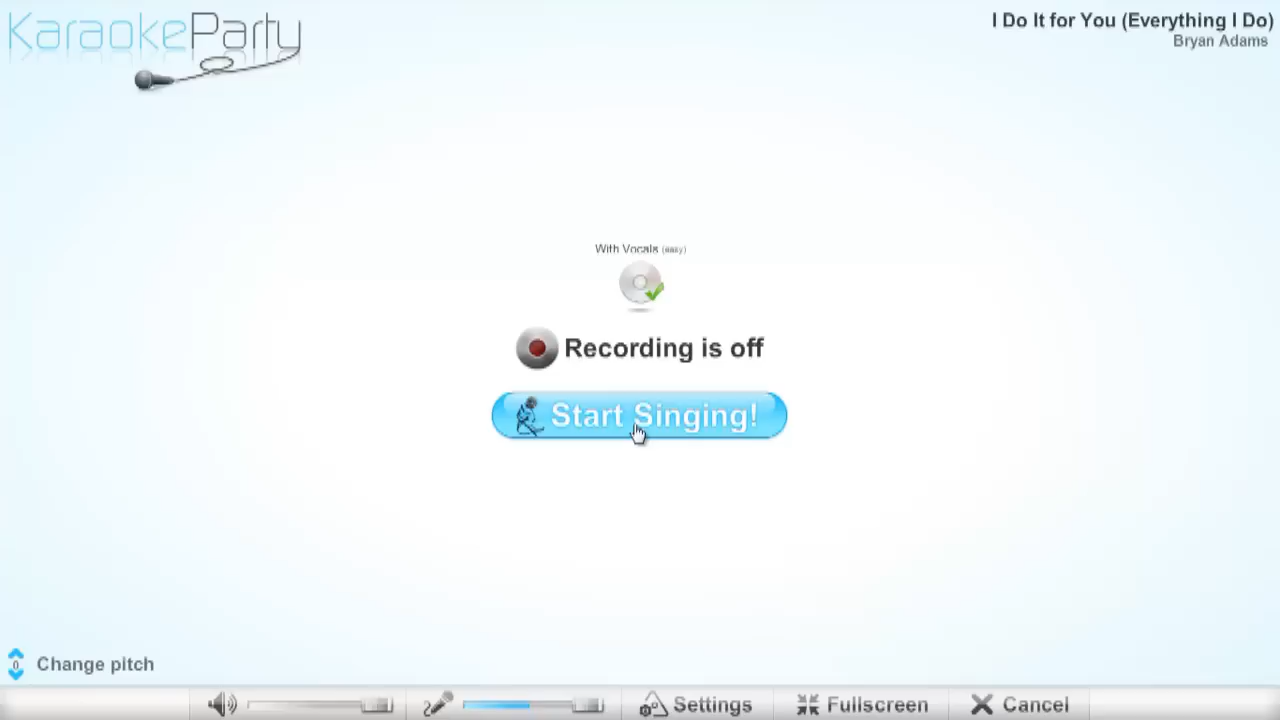 KaraokeParty
I Do It for You (Everything I Do)
Bryan Adams
With Vocals (easy)
Recording is off
Start Singing!
0
Change pitch
Settings
Fullscreen
Cancel